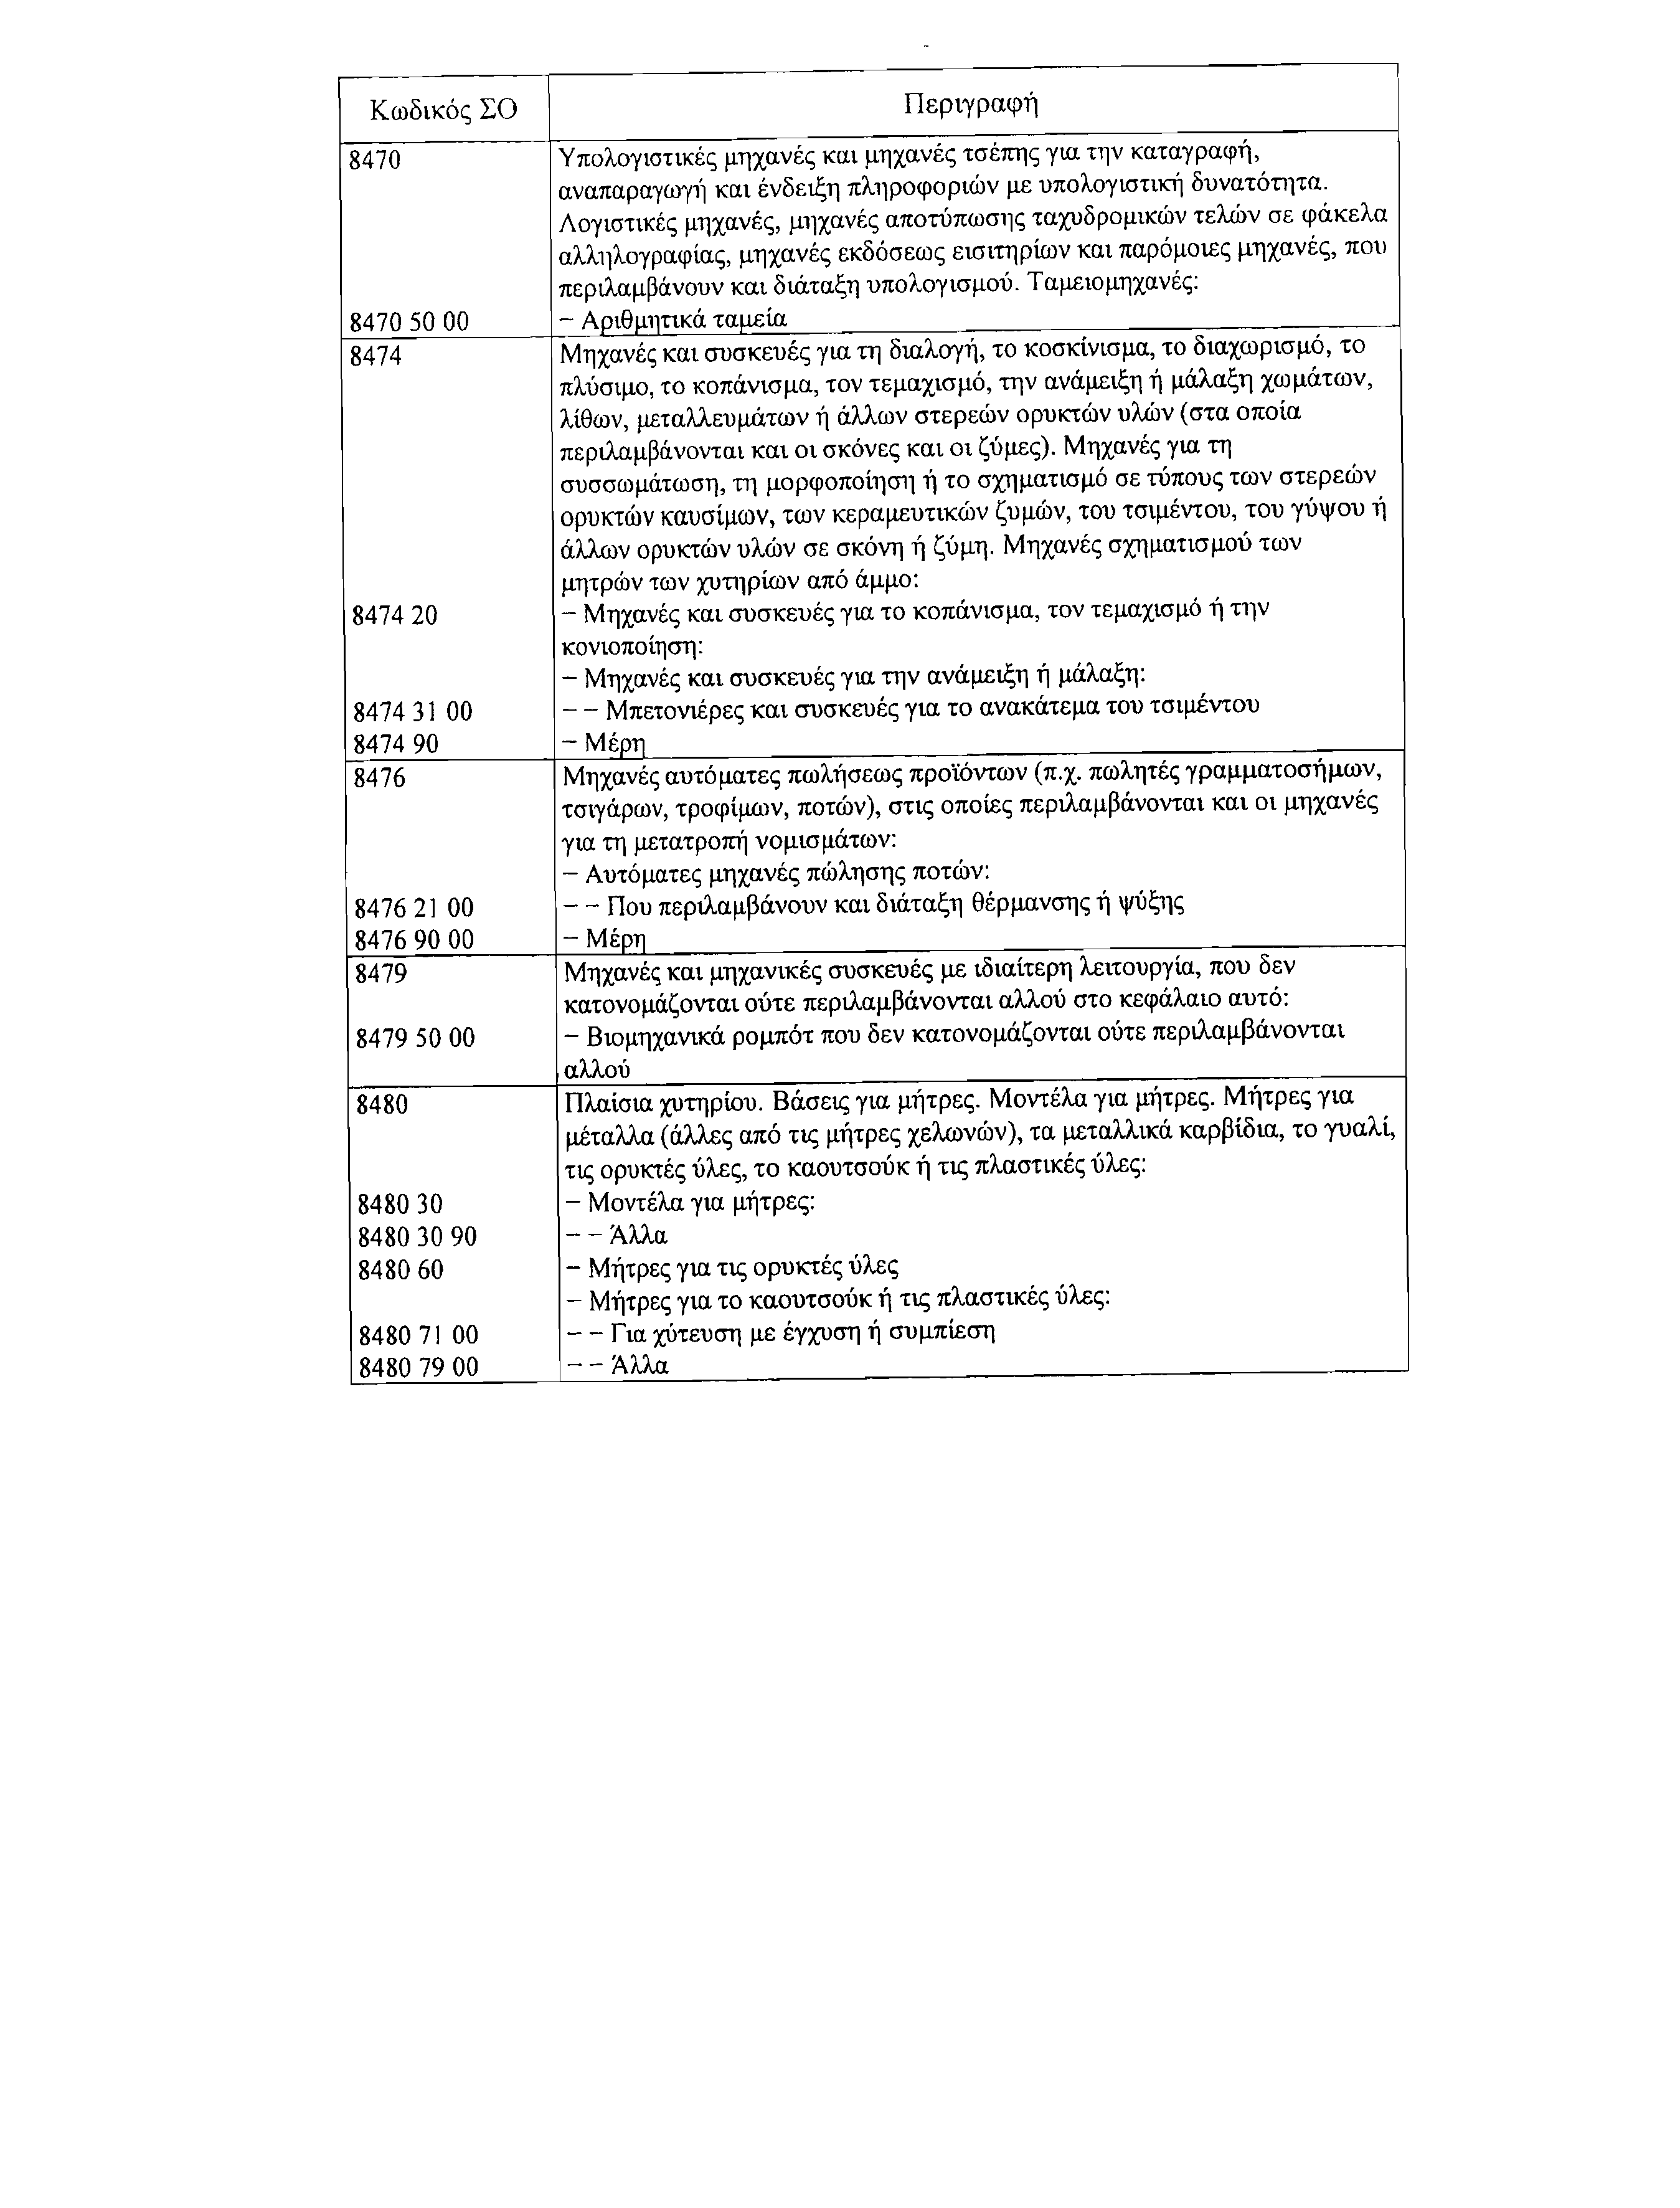 Κωδικός ΣΟ Περιγραφή
8470 Υπολογιστικές μηχανές και μηχανές τσέπης για την καταγραφή,
αναπαραγωγή και ένδειξη πληροφοριών με υπολογιστική δυνατότητα.
Λογιστικές μηχανές, μηχανές αποτύπωσης ταχυδρομικών τελών σε φάκελα
αλληλογραφίας, μηχανές εκδόσεως εισιτηρίων και παρόμοιες μηχανές, που
περιλαμβάνουν και διάταξη υπολογισμού. Ταμειομηχανές:
8470 50 00 – Αριθμητικά ταμεία
8474 Μηχανές και συσκευές για τη διαλογή, το κοσκίνισμα, το διαχωρισμό, το
πλύσιμο, το κοπάνισμα, τον τεμαχισμό, την ανάμειξη ή μάλαξη χωμάτων,
λίθων, μεταλλευμάτων ή άλλων στερεών ορυκτών υλών (στα οποία
περιλαμβάνονται και οι σκόνες και οι ζύμες). Μηχανές για τη
συσσωμάτωση, τη μορφοποίηση ή το σχηματισμό σε τύπους των στερεών
ορυκτών καυσίμων, των κεραμευτικών ζυμών, του τσιμέντου, του γύψου ή
άλλων ορυκτών υλών σε σκόνη ή ζύμη. Μηχανές σχηματισμού των
μητρών των χυτηρίων από άμμο:
8474 20 – Μηχανές και συσκευές για το κοπάνισμα, τον τεμαχισμό ή την
κονιοποίηση:
– Μηχανές και συσκευές για την ανάμειξη ή μάλαξη:
8474 31 00 – – Μπετονιέρες και συσκευές για το ανακάτεμα του τσιμέντου
8474 90 – Μέρη
8476 Μηχανές αυτόματες πωλήσεως προϊόντων (π.χ. πωλητές γραμματοσήμων,
τσιγάρων, τροφίμων, ποτών), στις οποίες περιλαμβάνονται και οι μηχανές
για τη μετατροπή νομισμάτων:
– Αυτόματες μηχανές πώλησης ποτών:
8476 21 00 – – Που περιλαμβάνουν και διάταξη θέρμανσης ή ψύξης
8476 90 00 – Μέρη
8479 Μηχανές και μηχανικές συσκευές με ιδιαίτερη λειτουργία, που δεν
κατονομάζονται ούτε περιλαμβάνονται αλλού στο κεφάλαιο αυτό:
8479 50 00 – Βιομηχανικά ρομπότ που δεν κατονομάζονται ούτε περιλαμβάνονται
αλλού
8480 Πλαίσια χυτηρίου. Βάσεις για μήτρες. Μοντέλα για μήτρες. Μήτρες για
μέταλλα (άλλες από τις μήτρες χελωνών), τα μεταλλικά καρβίδια, το γυαλί,
τις ορυκτές ύλες, το καουτσούκ ή τις πλαστικές ύλες:
8480 30 – Μοντέλα για μήτρες:
8480 30 90 – – Άλλα
8480 60 – Μήτρες για τις ορυκτές ύλες
– Μήτρες για το καουτσούκ ή τις πλαστικές ύλες:
8480 71 00 – – Για χύτευση με έγχυση ή συμπίεση
8480 79 00 – – Άλλα